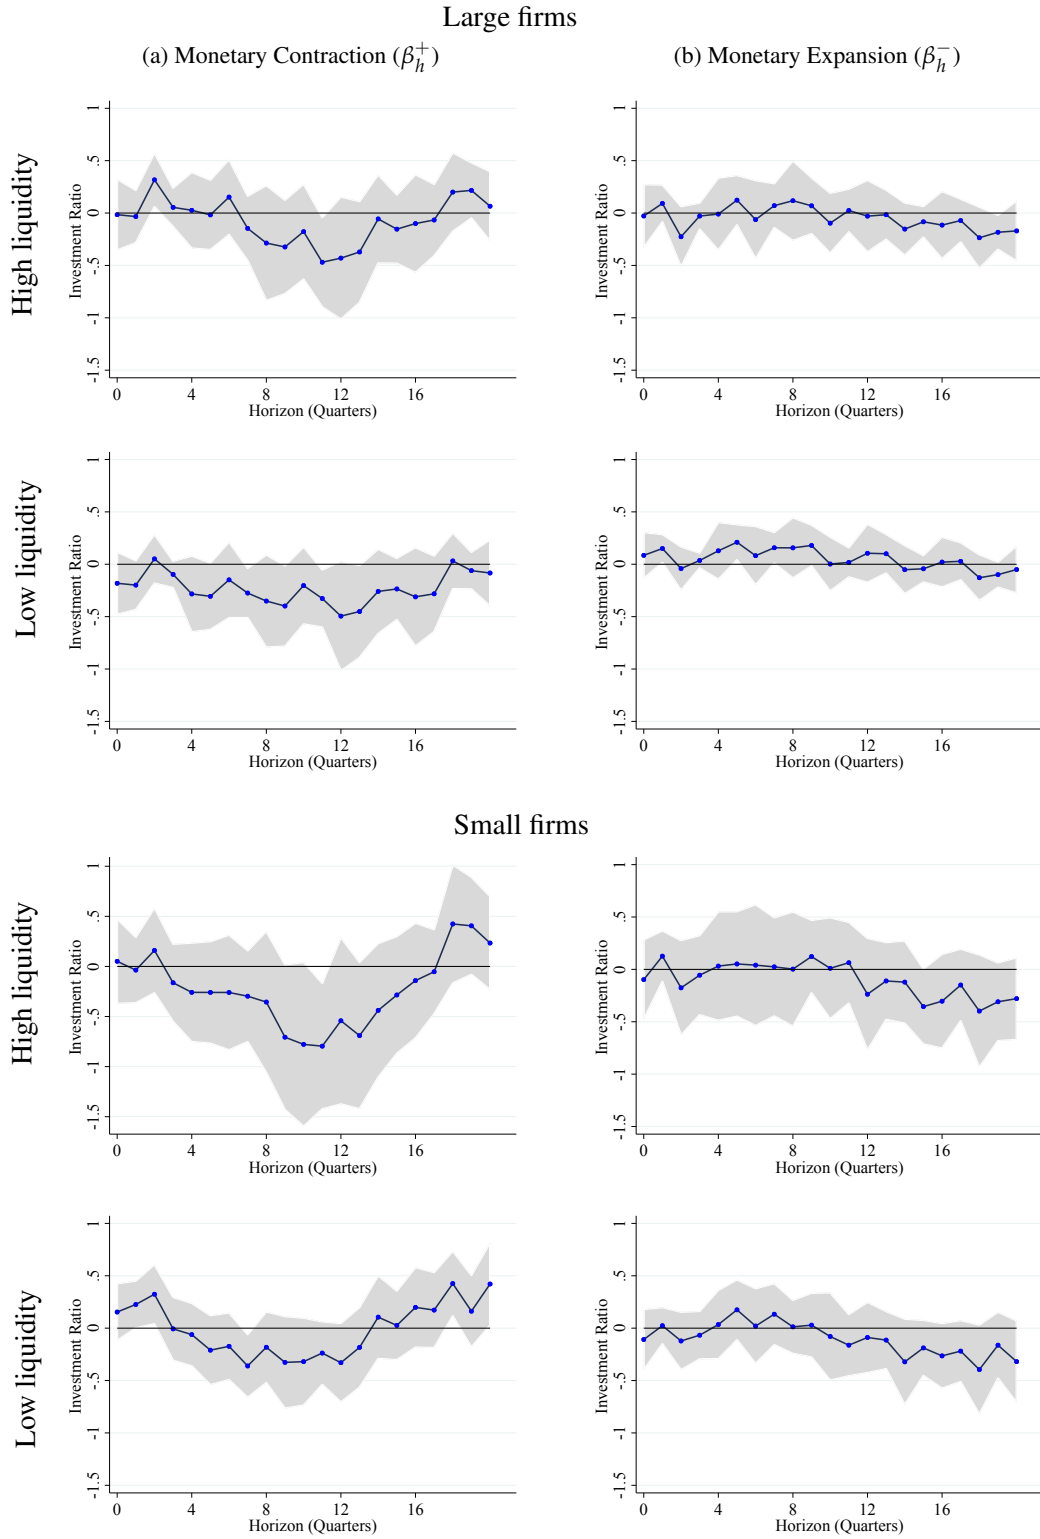 Large firms
(a) Monetary Contraction (β_h^+)
(b) Monetary Expansion (β_h^−)
High liquidity
Investment Ratio
1
.5
0
-.5
-1
-1.5
0 4 8 12 16
Horizon (Quarters)
Investment Ratio
1
.5
0
-.5
-1
-1.5
0 4 8 12 16
Horizon (Quarters)
Low liquidity
Investment Ratio
1
.5
0
-.5
-1
-1.5
0 4 8 12 16
Horizon (Quarters)
Investment Ratio
1
.5
0
-.5
-1
-1.5
0 4 8 12 16
Horizon (Quarters)
Small firms
High liquidity
Investment Ratio
1
.5
0
-.5
-1
-1.5
0 4 8 12 16
Horizon (Quarters)
Investment Ratio
1
.5
0
-.5
-1
-1.5
0 4 8 12 16
Horizon (Quarters)
Low liquidity
Investment Ratio
1
.5
0
-.5
-1
-1.5
0 4 8 12 16
Horizon (Quarters)
Investment Ratio
1
.5
0
-.5
-1
-1.5
0 4 8 12 16
Horizon (Quarters)